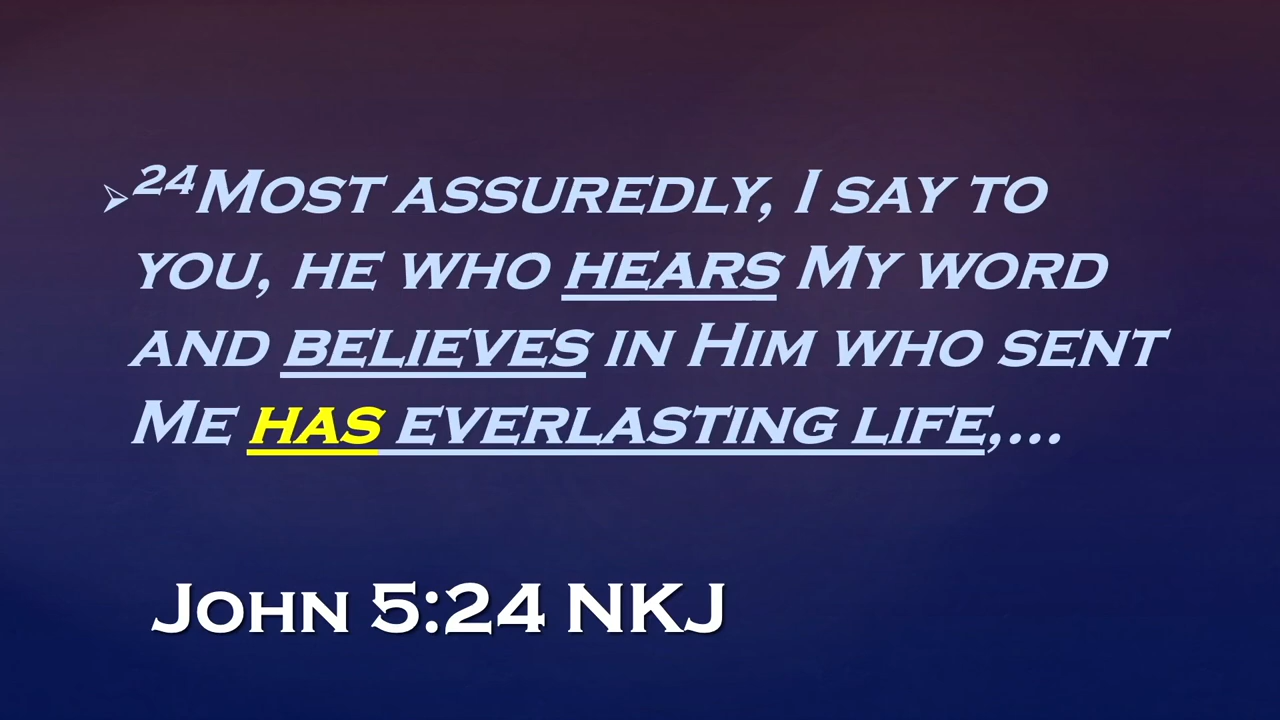 ➢ 24Most assuredly, I say to
you, he who hears My word
and believes in Him who sent
Me has everlasting life,...
John 5:24 NKJ